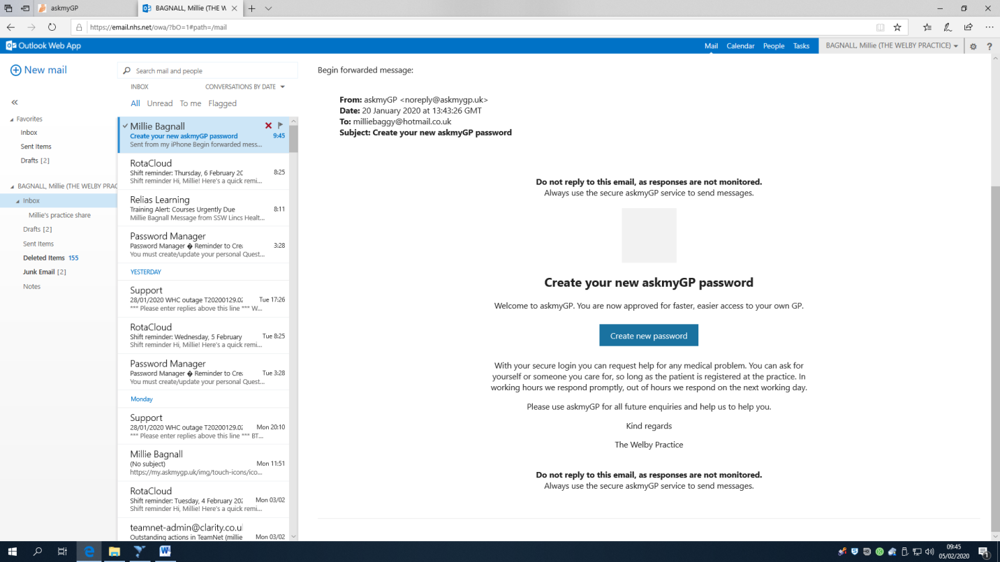 askmyGP
BAGNALL, Millie (THE W
https://email.nhs.net/owa/?bO=1#path=/mail
Outlook Web App
Mail Calendar People Tasks
BAGNALL, Millie (THE WELBY PRACTICE)
?
New mail
Favorites
Inbox
Sent Items
Drafts [2]
BAGNALL, Millie (THE WELBY PRAC
Inbox
Millie's practice share
Drafts [2]
Sent Items
Deleted Items 155
Junk Email [2]
Notes
Search mail and people
INBOX CONVERSATIONS BY DATE
All Unread To me Flagged
Millie Bagnall
Create your new askmyGP password 9:45
Sent from my iPhone Begin forwarded mess...
RotaCloud
Shift reminder: Thursday, 6 February 20 8:25
Shift reminder Hi, Millie! Here's a quick remi...
Relias Learning
Training Alert: Courses Urgently Due 8:11
Millie Bagnall Message from SSW Lincs Healt...
Password Manager
Password Manager � Reminder to Crea 3:28
You must create/update your personal Quest...
YESTERDAY
Support
28/01/2020 WHC outage T20200129.02 Tue 17:26
*** Please enter replies above this line *** W...
RotaCloud
Shift reminder: Wednesday, 5 February Tue 8:25
Shift reminder Hi, Millie! Here's a quick remi...
Password Manager
Password Manager � Reminder to Crea Tue 3:28
You must create/update your personal Quest...
Monday
Support
28/01/2020 WHC outage T20200129.02 Mon 20:10
*** Please enter replies above this line *** BT...
Millie Bagnall
(No subject) Mon 11:51
https://my.askmygp.uk/img/touch-icons/ico...
RotaCloud
Shift reminder: Tuesday, 4 February 202 Mon 03/02
Shift reminder Hi, Millie! Here's a quick remi...
teamnet-admin@clarity.co.ul
Outstanding actions in TeamNet (millie Mon 03/02
Begin forwarded message:
From: askmyGP <noreply@askmygp.uk>
Date: 20 January 2020 at 13:43:26 GMT
To: milliebaggy@hotmail.co.uk
Subject: Create your new askmyGP password
Do not reply to this email, as responses are not monitored.
Always use the secure askmyGP service to send messages.
Create your new askmyGP password
Welcome to askmyGP. You are now approved for faster, easier access to your own GP.
Create new password
With your secure login you can request help for any medical problem. You can ask for
yourself or someone you care for, so long as the patient is registered at the practice. In
working hours we respond promptly, out of hours we respond on the next working day.
Please use askmyGP for all future enquiries and help us to help you.
Kind regards
The Welby Practice
Do not reply to this email, as responses are not monitored.
Always use the secure askmyGP service to send messages.
09:45
05/02/2020